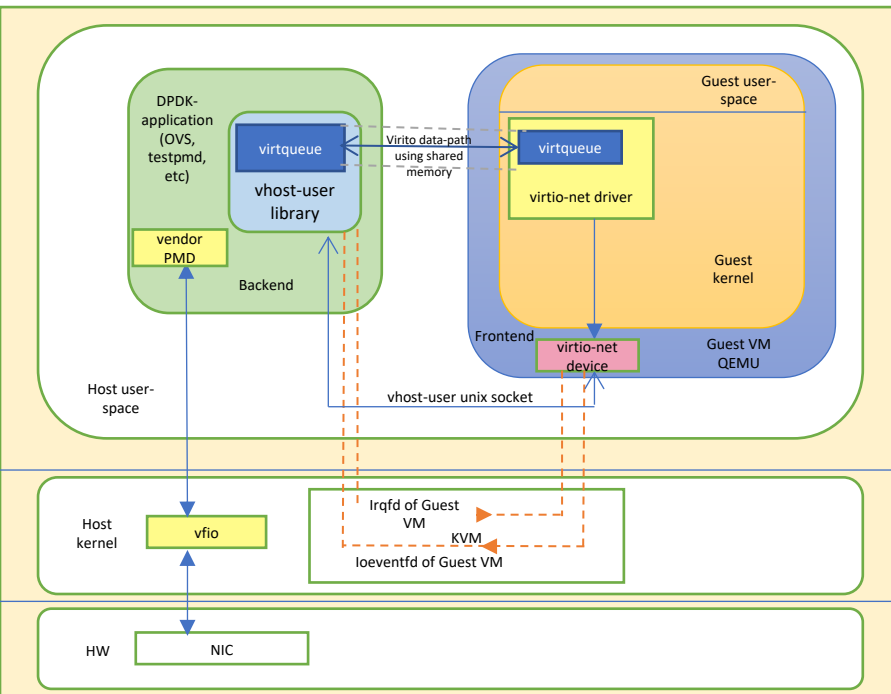 Guest user-
space
DPDK-
application
(OVS,
testpmd,
etc)
virtqueue
Virito data-path
using shared
memory
virtqueue
vhost-user
library
virtio-net driver
vendor
PMD
Backend
Guest
kernel
Frontend
virtio-net
device
Guest VM
QEMU
Host user-
space
vhost-user unix socket
Host
kernel
vfio
Irqfd of Guest
VM
KVM
Ioeventfd of Guest VM
HW
NIC